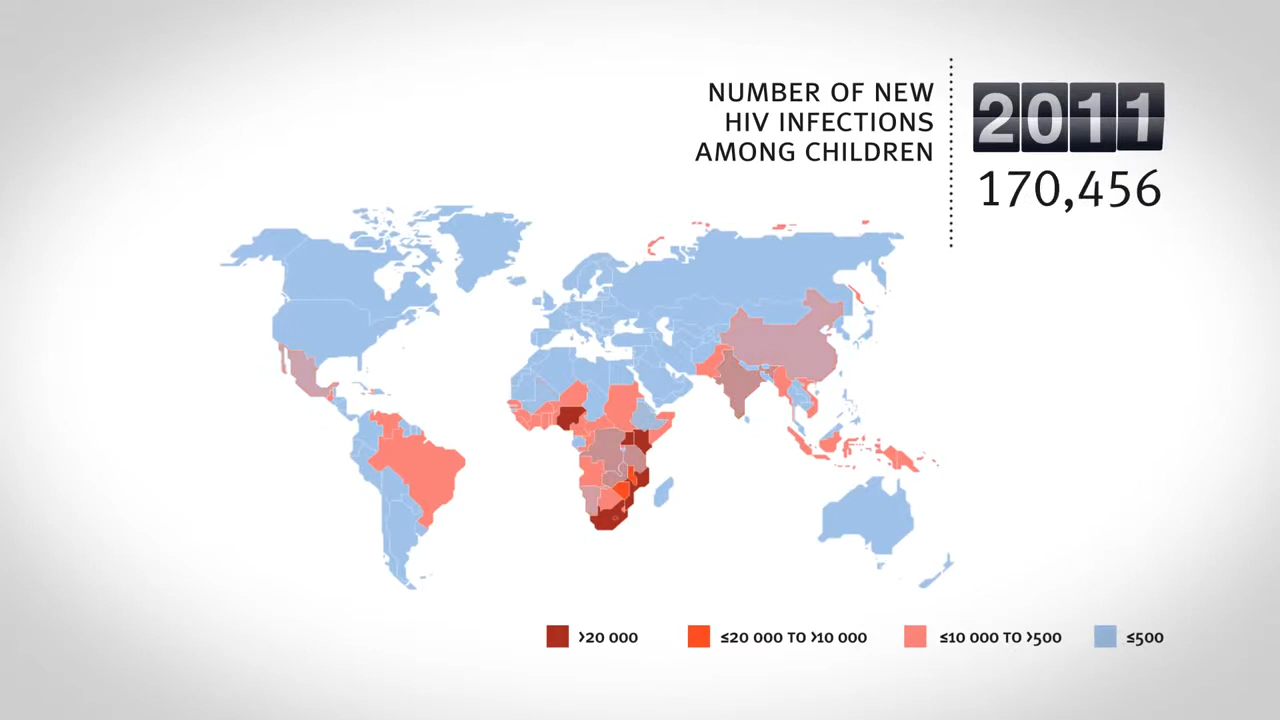 NUMBER OF NEW
HIV INFECTIONS
AMONG CHILDREN
2011
170,456
>20 000
≤20 000 TO >10 000
≤10 000 TO >500
≤500